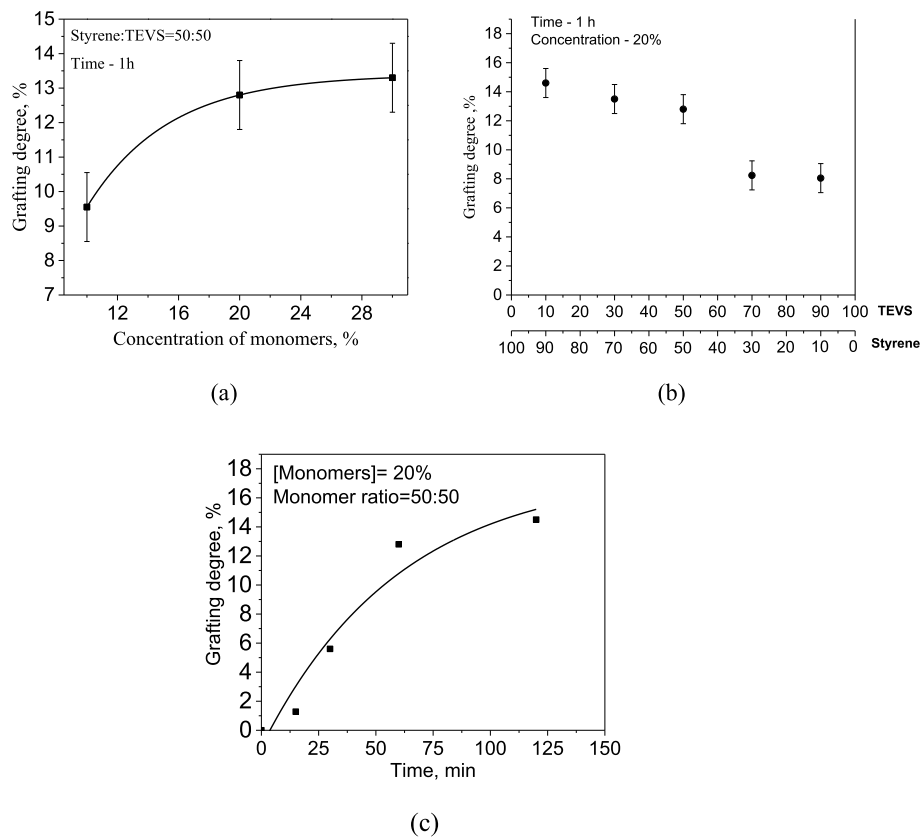 15
14
13
12
11
10
9
8
7
Styrene:TEVS=50:50
Time - 1h
Grafting degree, %
12 16 20 24 28
Concentration of monomers, %
(a)
18
16
14
12
10
8
6
4
2
0
Time - 1 h
Concentration - 20%
Grafting degree ,%
0 10 20 30 40 50 60 70 80 90 100 TEVS
100 90 80 70 60 50 40 30 20 10 0 Styrene
(b)
18
16
14
12
10
8
6
4
2
0
[Monomers]= 20%
Monomer ratio=50:50
Grafting degree, %
0 25 50 75 100 125 150
Time, min
(c)